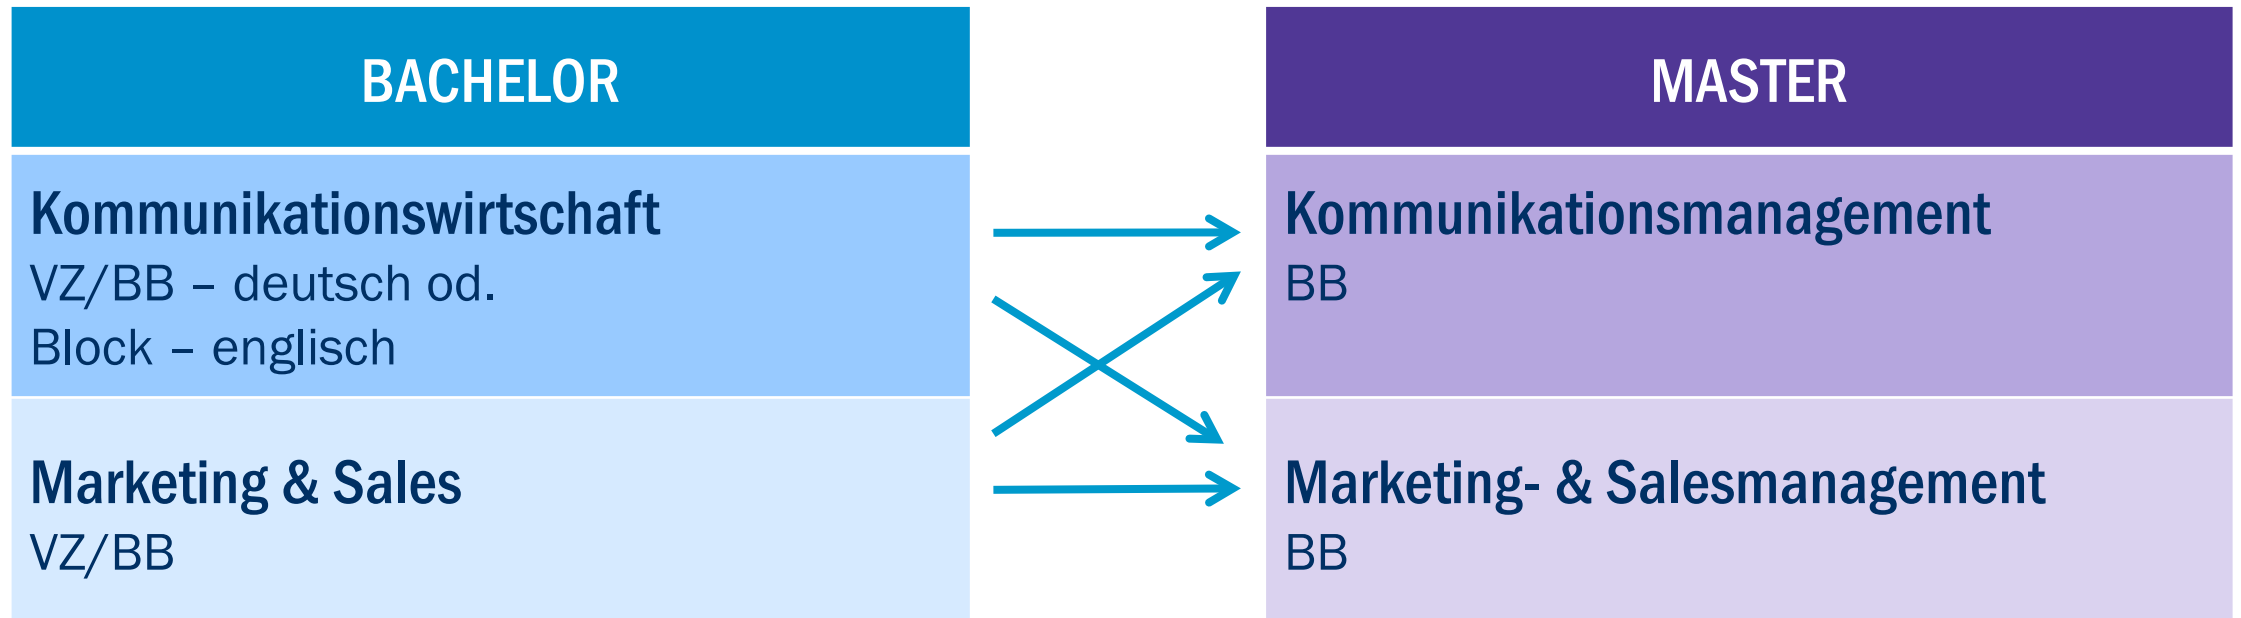 BACHELOR
Kommunikationswirtschaft
VZ/BB – deutsch od.
Block – englisch
Marketing & Sales
VZ/BB
MASTER
Kommunikationsmanagement
BB
Marketing- & Salesmanagement
BB